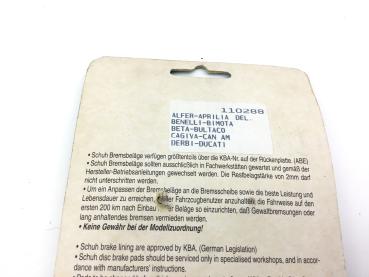 110288
ALFER-APRILIA DEL.
BENELLI-BIMOTA
BETA-BULTACO
CAGIVA-CAN AM
DERBI-DUCATI
• Schuh Bremsbeläge verfügen größtenteils über die KBA-Nr. auf der Rückenplatte. (ABE)
• Schuh Bremsbeläge sollten ausschließlich in Fachwerkstätten gewartet und gemäß der
Hersteller-Betriebsanleitungen gewechselt werden. Die Restbelagstärke von 2mm darf
nicht unterschritten werden.
• Um ein Anpassen der Bremsbeläge an die Bremsscheibe sowie die beste Leistung und
Lebensdauer zu erreichen, Fahrzeugbenutzer anzuhalten, die Fahrweise auf den
ersten 200 km nach Einbau Beläge so einzurichten, daß Gewaltbremsungen oder
lang anhaltendes bremsen vermieden werden.
• Keine Gewähr bei der Modellzuordnung!
• Schuh brake lining are approved by KBA. (German Legislation)
• Schuh disc brake pads should be serviced only in specialised workshops, and in accor-
dance with manufacturers' instructions.